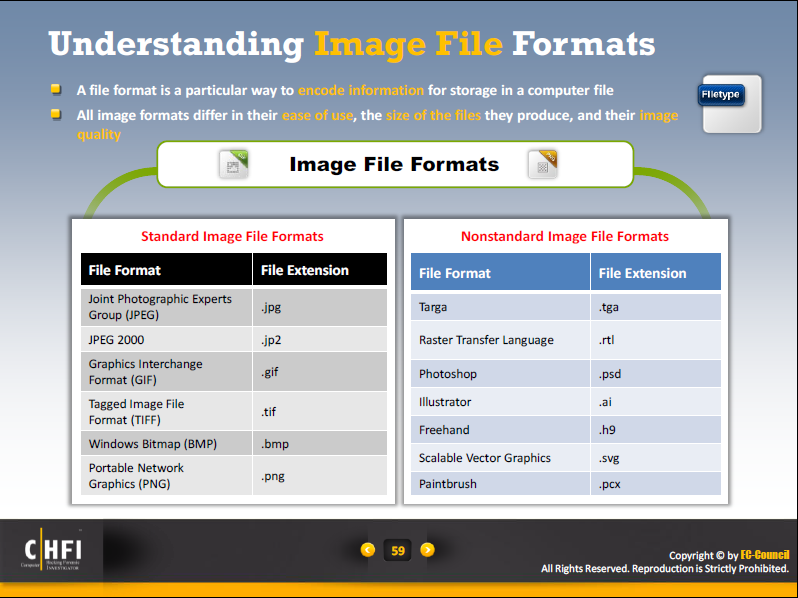 Understanding Image File Formats
A file format is a particular way to encode information for storage in a computer file
All image formats differ in their ease of use, the size of the files they produce, and their image
quality
Filetype
Image File Formats
Standard Image File Formats
File Format File Extension
Joint Photographic Experts
Group (JPEG)
.jpg
JPEG 2000 .jp2
Graphics Interchange
Format (GIF)
.gif
Tagged Image File
Format (TIFF)
.tif
Windows Bitmap (BMP) .bmp
Portable Network
Graphics (PNG)
.png
Nonstandard Image File Formats
File Format File Extension
Targa .tga
Raster Transfer Language .rtl
Photoshop .psd
Illustrator .ai
Freehand .h9
Scalable Vector Graphics .svg
Paintbrush .pcx
CHFI
Computer Hacking Forensic
INVESTIGATOR
59
Copyright © by EC-Council
All Rights Reserved. Reproduction is Strictly Prohibited.